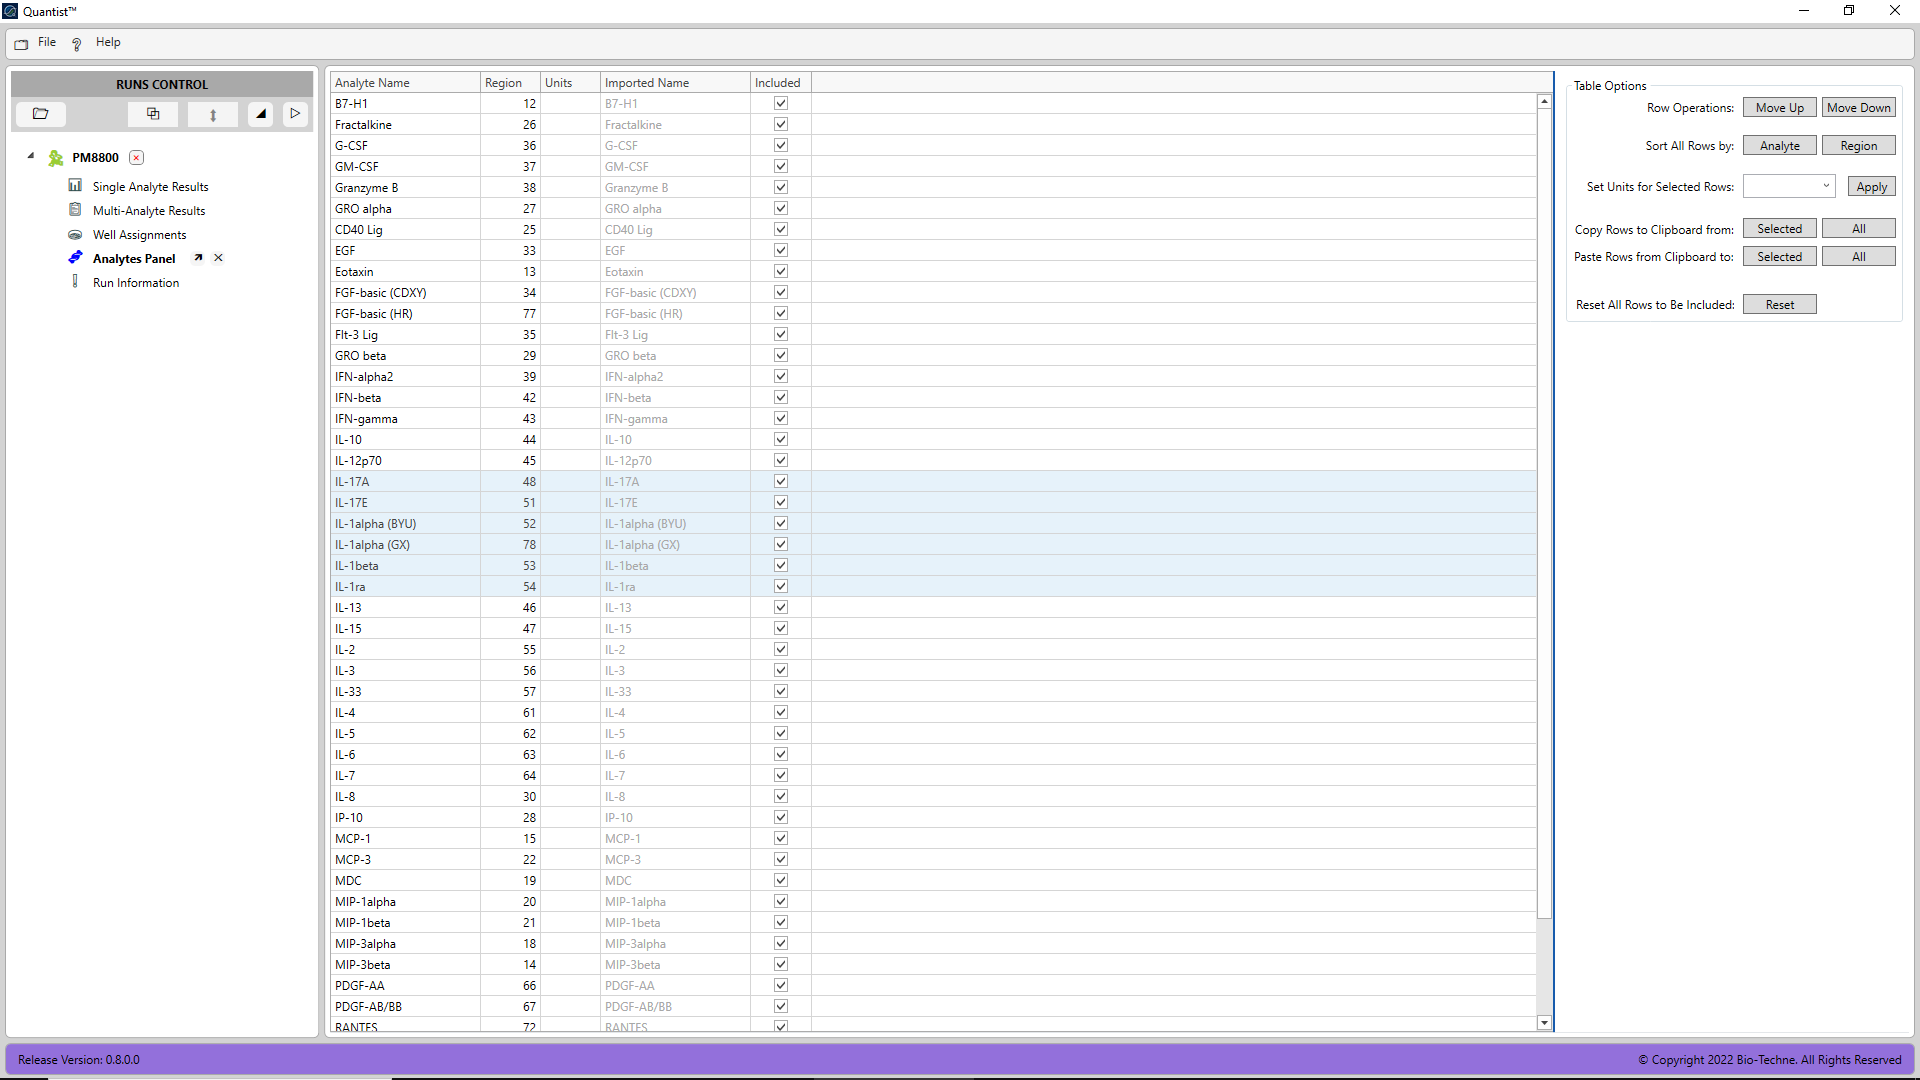 Quantist™
File ? Help
RUNS CONTROL
PM8800
Single Analyte Results
Multi-Analyte Results
Well Assignments
Analytes Panel
Run Information
Analyte Name Region Units Imported Name Included
B7-H1 12 B7-H1
Fractalkine 26 Fractalkine
G-CSF 36 G-CSF
GM-CSF 37 GM-CSF
Granzyme B 38 Granzyme B
GRO alpha 27 GRO alpha
CD40 Lig 25 CD40 Lig
EGF 33 EGF
Eotaxin 13 Eotaxin
FGF-basic (CDXY) 34 FGF-basic (CDXY)
FGF-basic (HR) 77 FGF-basic (HR)
Flt-3 Lig 35 Flt-3 Lig
GRO beta 29 GRO beta
IFN-alpha2 39 IFN-alpha2
IFN-beta 42 IFN-beta
IFN-gamma 43 IFN-gamma
IL-10 44 IL-10
IL-12p70 45 IL-12p70
IL-17A 48 IL-17A
IL-17E 51 IL-17E
IL-1alpha (BYU) 52 IL-1alpha (BYU)
IL-1alpha (GX) 78 IL-1alpha (GX)
IL-1beta 53 IL-1beta
IL-1ra 54 IL-1ra
IL-13 46 IL-13
IL-15 47 IL-15
IL-2 55 IL-2
IL-3 56 IL-3
IL-33 57 IL-33
IL-4 61 IL-4
IL-5 62 IL-5
IL-6 63 IL-6
IL-7 64 IL-7
IL-8 30 IL-8
IP-10 28 IP-10
MCP-1 15 MCP-1
MCP-3 22 MCP-3
MDC 19 MDC
MIP-1alpha 20 MIP-1alpha
MIP-1beta 21 MIP-1beta
MIP-3alpha 18 MIP-3alpha
MIP-3beta 14 MIP-3beta
PDGF-AA 66 PDGF-AA
PDGF-AB/BB 67 PDGF-AB/BB
RANTES 72 RANTES
Table Options
Row Operations: Move Up Move Down
Sort All Rows by: Analyte Region
Set Units for Selected Rows: Apply
Copy Rows to Clipboard from: Selected All
Paste Rows from Clipboard to: Selected All
Reset All Rows to Be Included: Reset
Release Version: 0.8.0.0
© Copyright 2022 Bio-Techne. All Rights Reserved